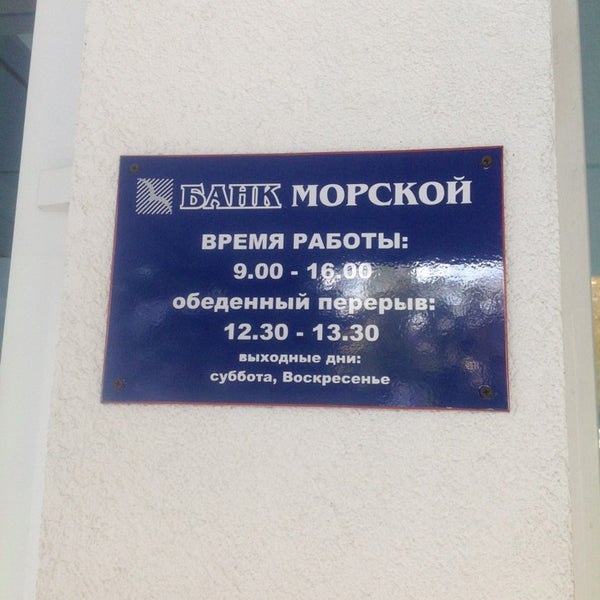 БАНК МОРСКОЙ
ВРЕМЯ РАБОТЫ:
9.00 - 16.00
обеденный перерыв:
12.30 - 13.30
выходные дни:
суббота, Воскресенье